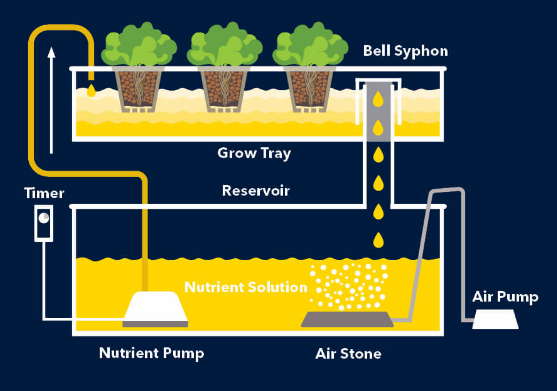 Bell Syphon
Grow Tray
Reservoir
Timer
Nutrient Solution
Air Pump
Nutrient Pump
Air Stone